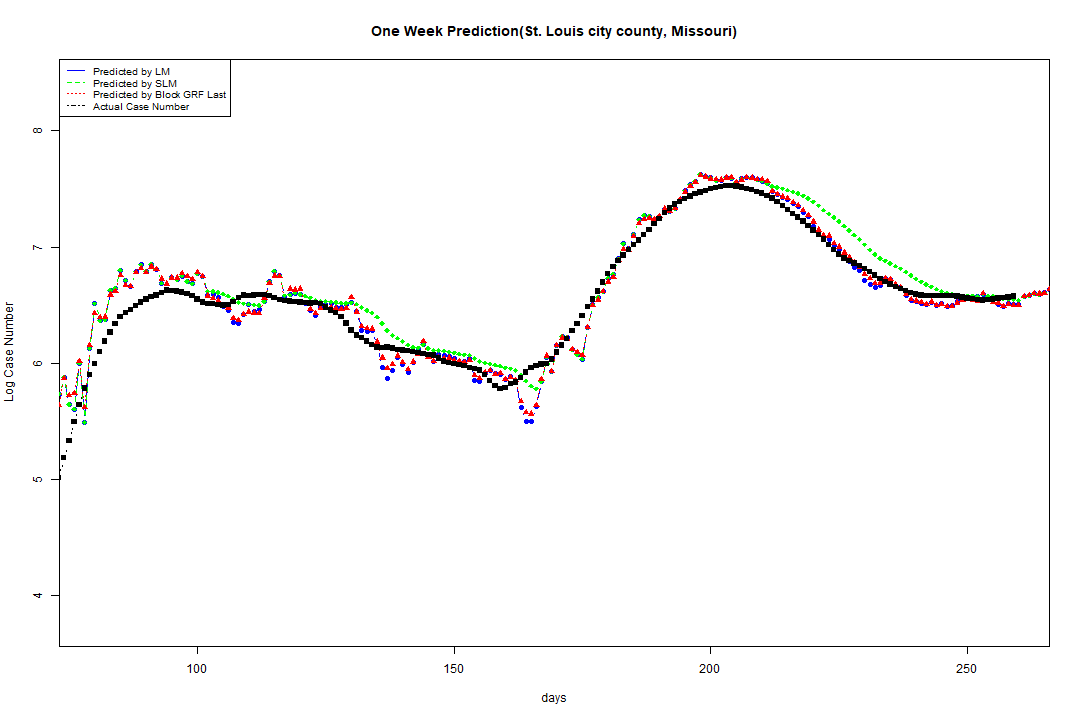 One Week Prediction(St. Louis city county, Missouri)
Predicted by LM
Predicted by SLM
Predicted by Block GRF Last
Actual Case Number
8
7
6
5
4
Log Case Number
100 150 200 250
days